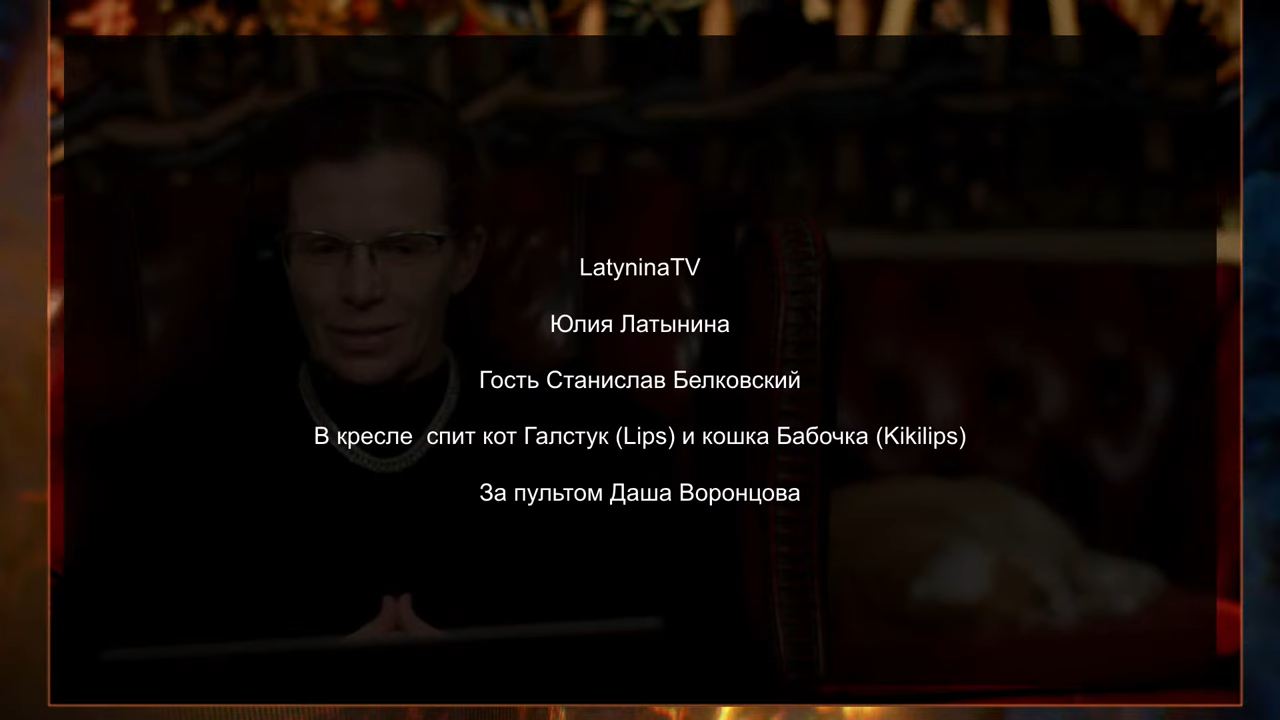 LatyninaTV
Юлия Латынина
Гость Станислав Белковский
В кресле  спит кот Галстук (Lips) и кошка Бабочка (Kikilips)
За пультом Даша Воронцова